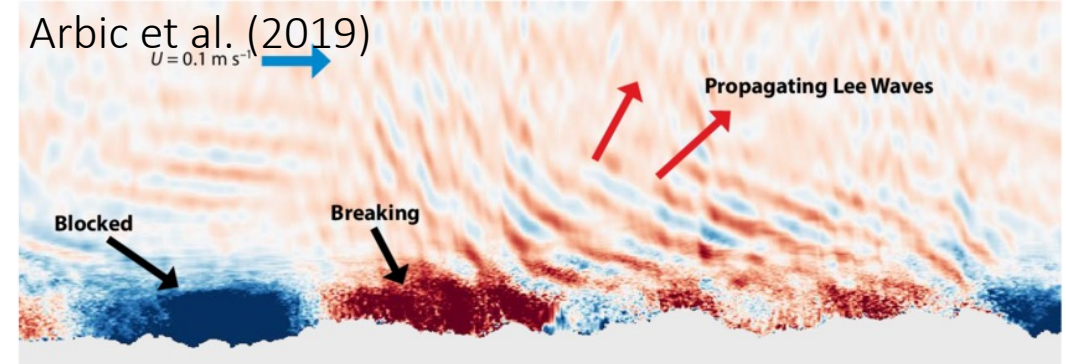 Arbic et al. (2019)
U = 0.1 m s⁻¹
Propagating Lee Waves
Breaking
Blocked